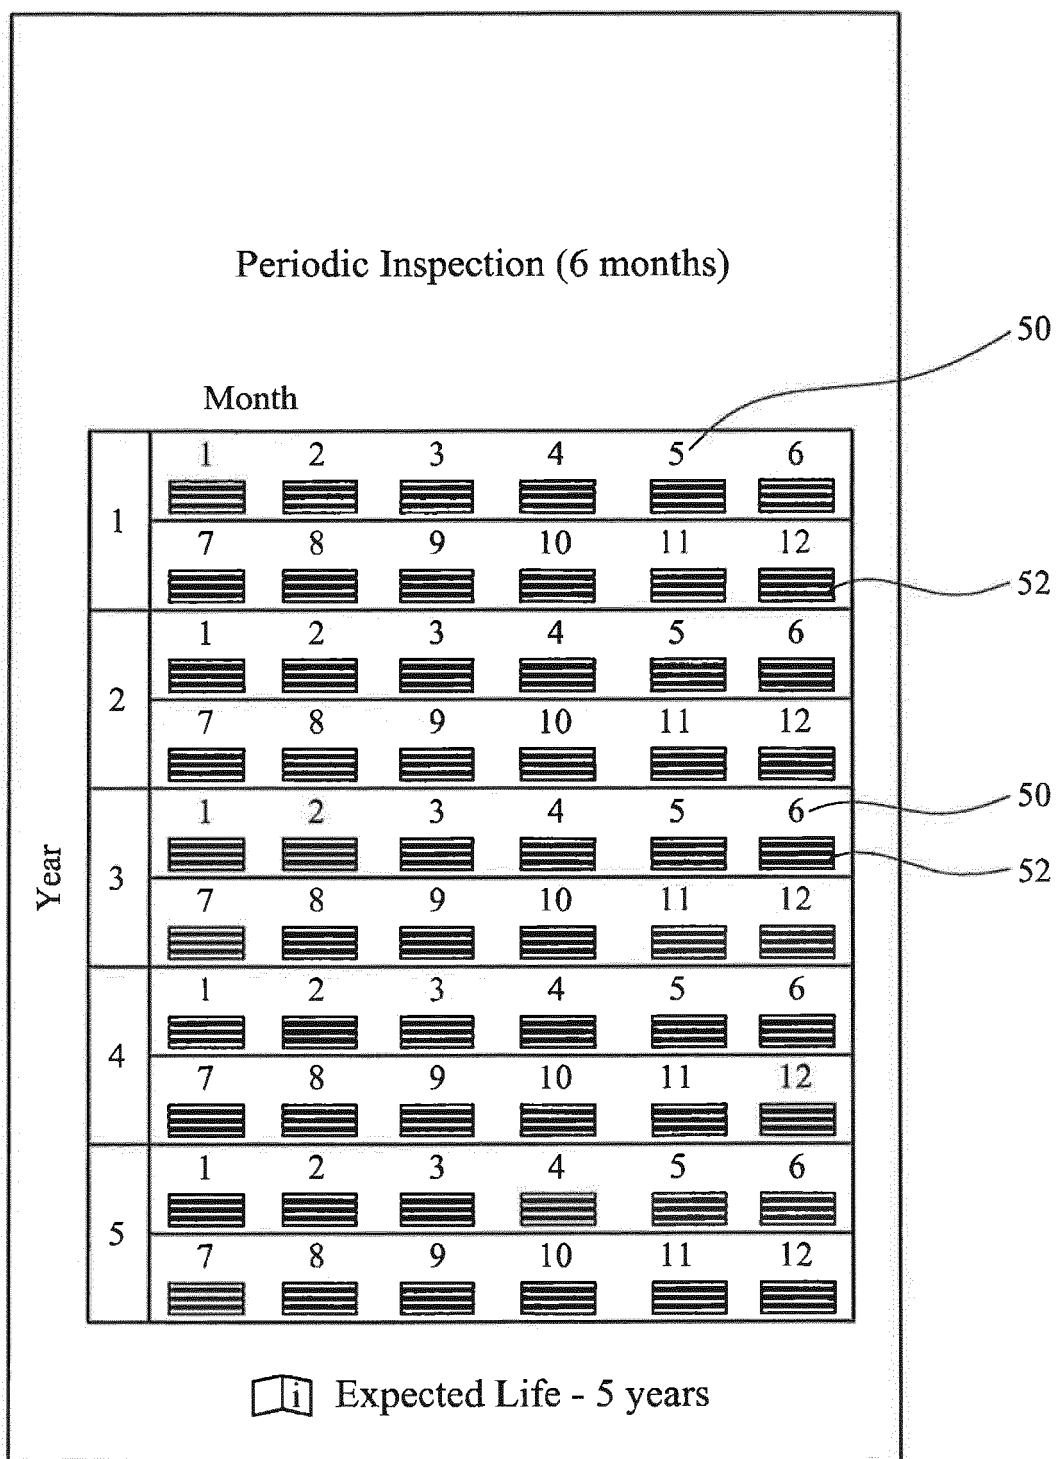 Periodic Inspection (6 months)
50
Month
1 2 3 4 5 6
1
7 8 9 10 11 12
52
1 2 3 4 5 6
2
7 8 9 10 11 12
1 2 3 4 5 6
50
Year
3
52
7 8 9 10 11 12
1 2 3 4 5 6
4
7 8 9 10 11 12
1 2 3 4 5 6
5
7 8 9 10 11 12
i Expected Life - 5 years